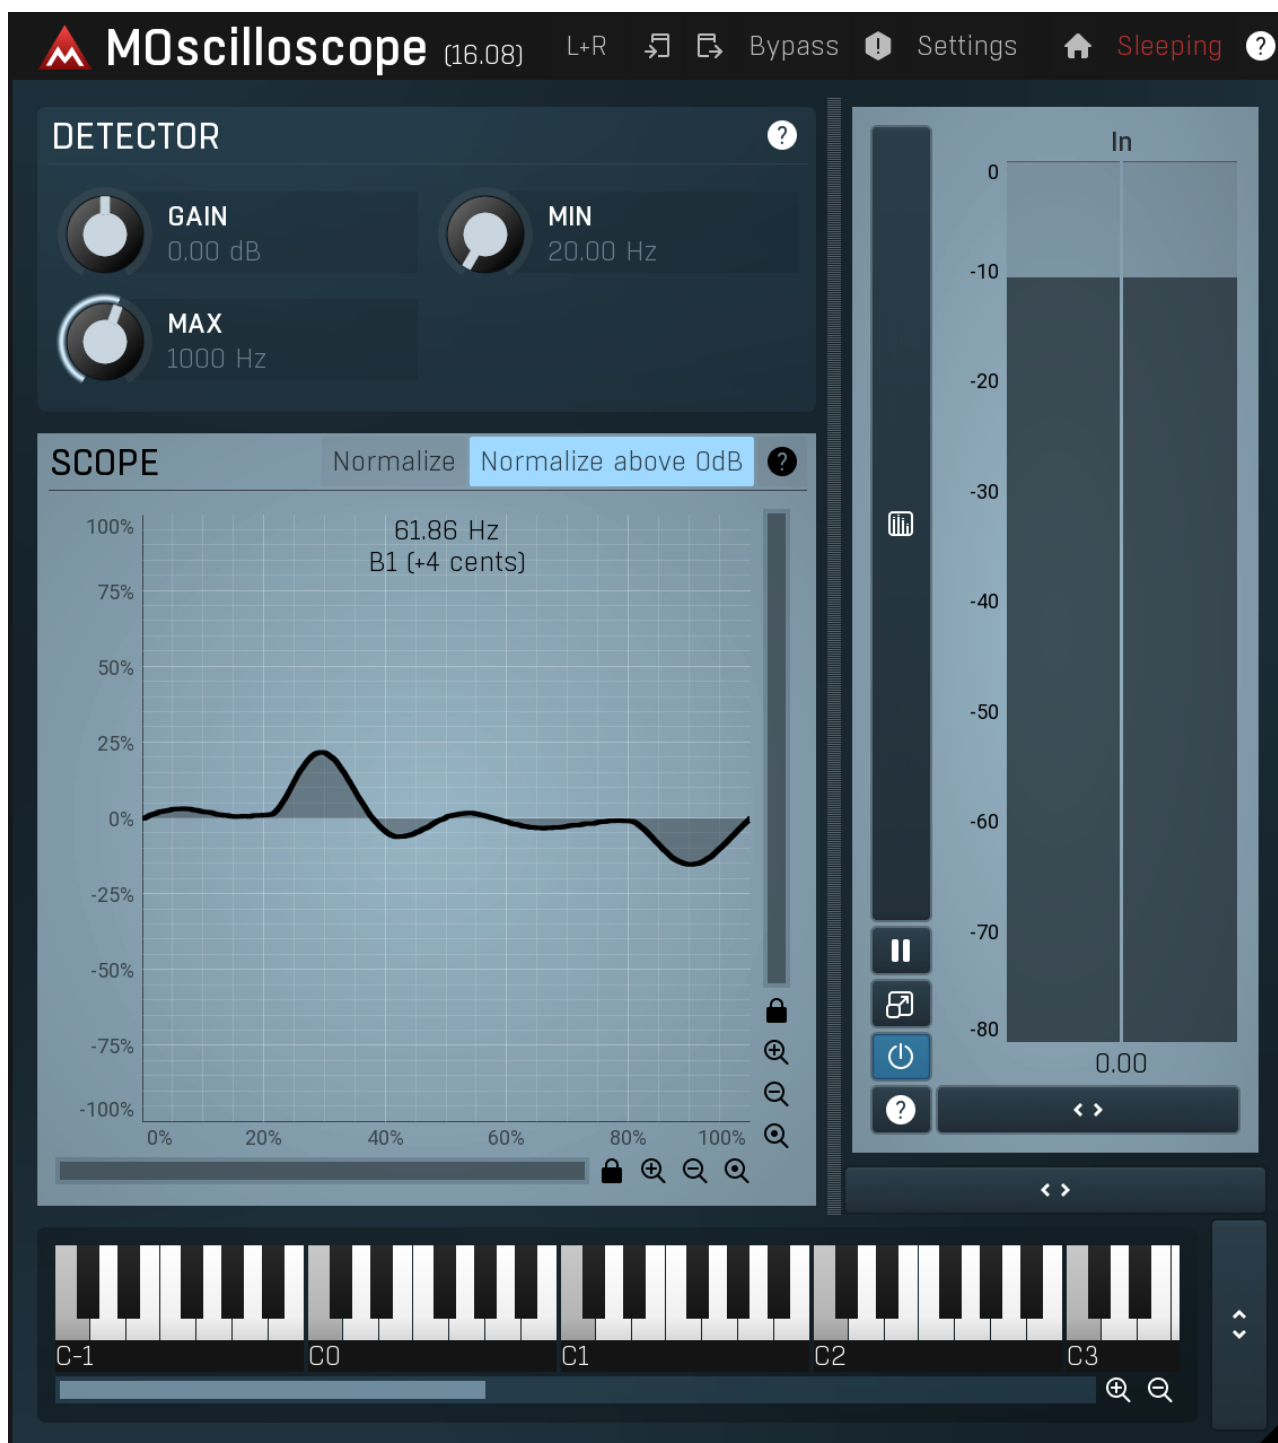 MOscilloscope (16.08) L+R Bypass Settings Sleeping ?
DETECTOR ?
GAIN
0.00 dB
MIN
20.00 Hz
MAX
1000 Hz
SCOPE Normalize Normalize above 0dB ?
61.86 Hz
B1 (+4 cents)
100%
75%
50%
25%
0%
-25%
-50%
-75%
-100%
0% 20% 40% 60% 80% 100%
In
0
-10
-20
-30
-40
-50
-60
-70
-80
0.00
?
C-1 C0 C1 C2 C3